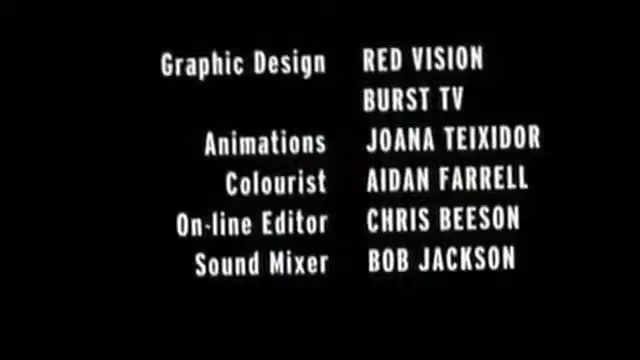 Graphic Design RED VISION
BURST TV
Animations JOANA TEIXIDOR
Colourist AIDAN FARRELL
On-line Editor CHRIS BEESON
Sound Mixer BOB JACKSON